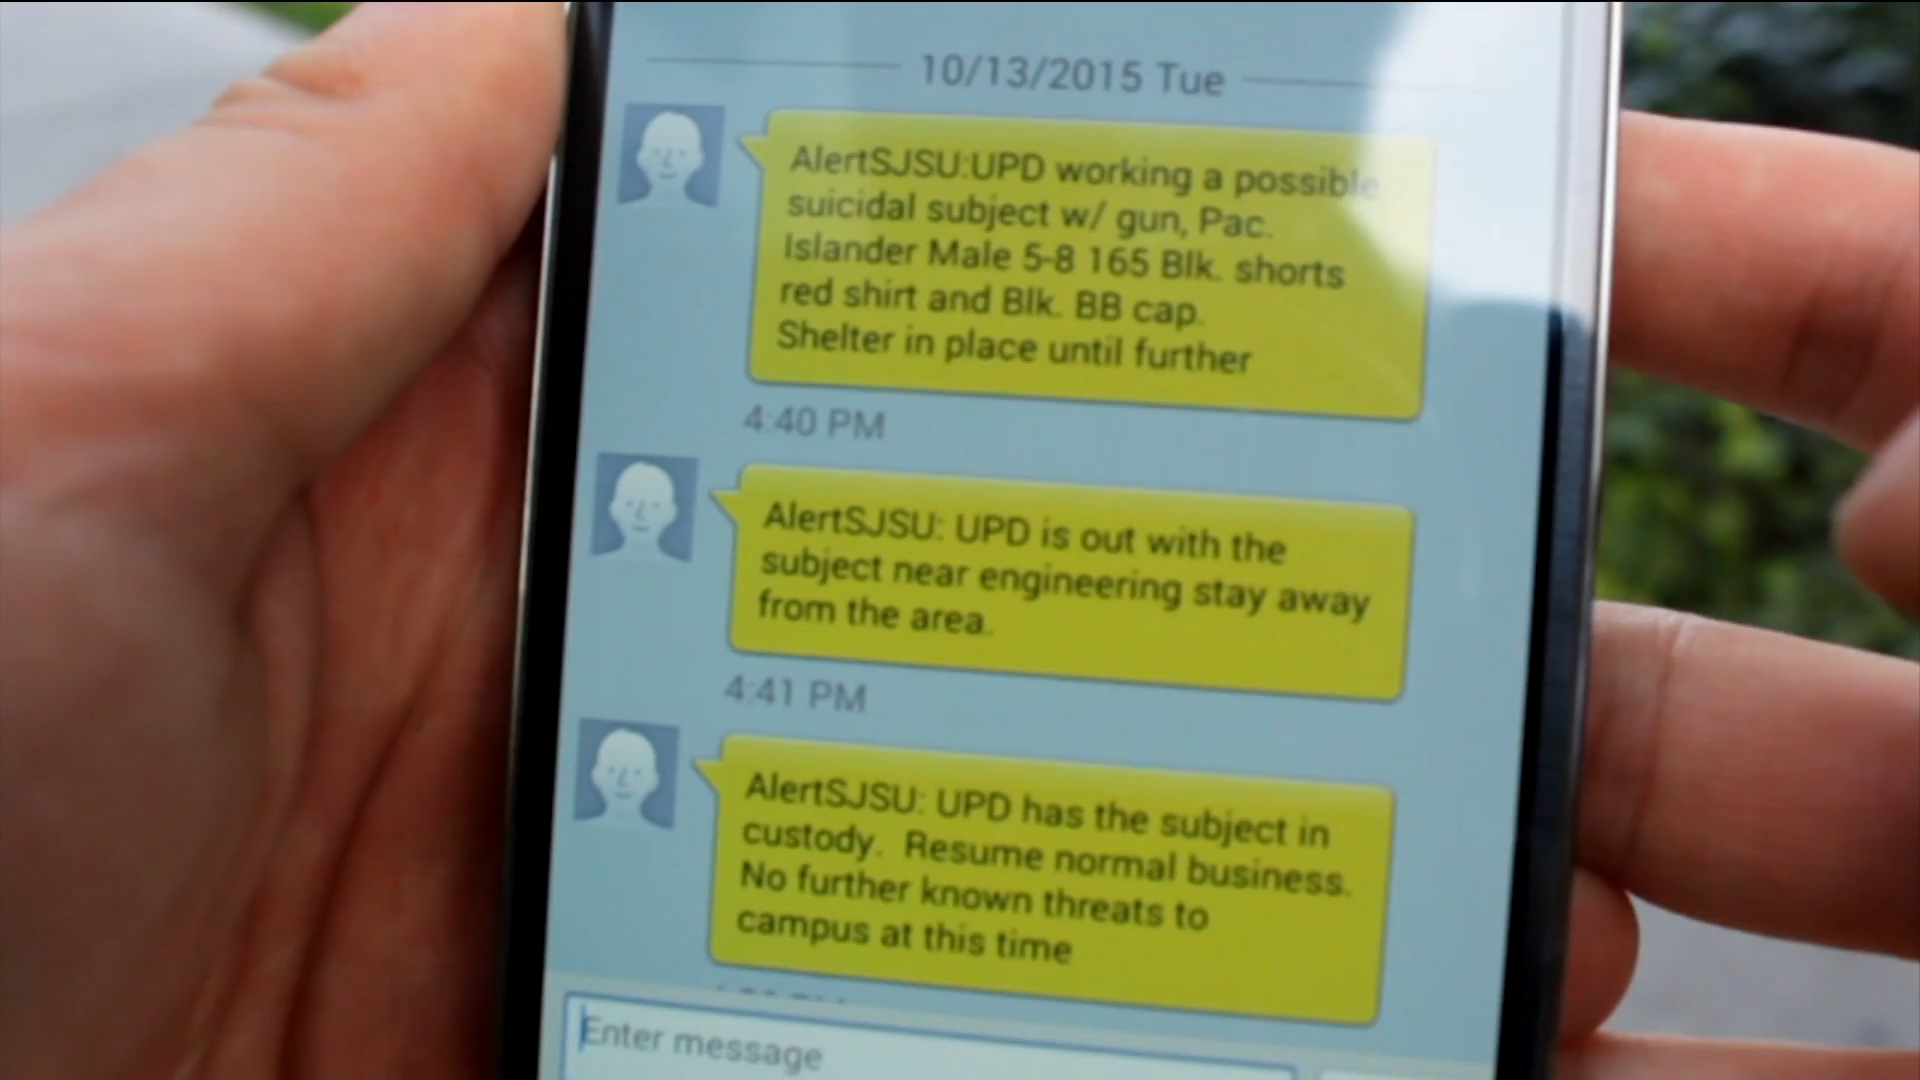 10/13/2015 Tue
AlertSJSU:UPD working a possible
suicidal subject w/ gun, Pac.
Islander Male 5-8 165 Blk. shorts
red shirt and Blk. BB cap.
Shelter in place until further
4:40 PM
AlertSJSU: UPD is out with the
subject near engineering stay away
from the area.
4:41 PM
AlertSJSU: UPD has the subject in
custody.  Resume normal business.
No further known threats to
campus at this time
Enter message